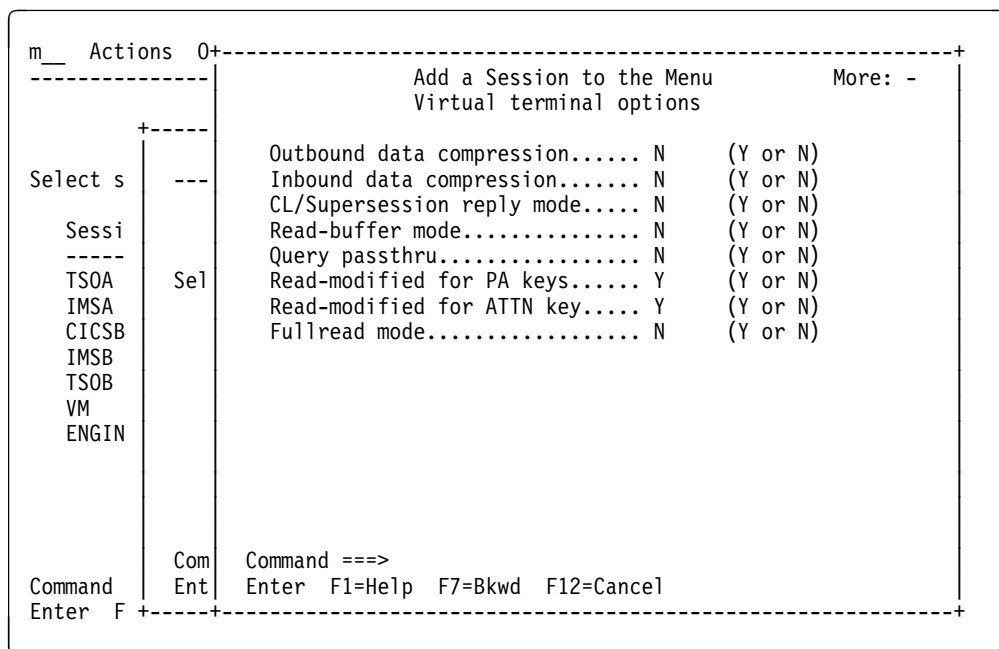 m__  Actions  O+---------------------------------------------------------------+
---------------|                 Add a Session to the Menu          More: -    |
                                 Virtual terminal options
         +-----
                     Outbound data compression...... N     (Y or N)
Select s   ---       Inbound data compression....... N     (Y or N)
                     CL/Supersession reply mode..... N     (Y or N)
   Sessi             Read-buffer mode............... N     (Y or N)
   -----             Query passthru................. N     (Y or N)
   TSOA    Sel       Read-modified for PA keys...... Y     (Y or N)
   IMSA              Read-modified for ATTN key..... Y     (Y or N)
   CICSB             Fullread mode.................. N     (Y or N)
   IMSB
   TSOB
   VM
   ENGIN
           Com   Command ===>
Command    Ent   Enter  F1=Help  F7=Bkwd  F12=Cancel
Enter  F +-----+---------------------------------------------------------------+